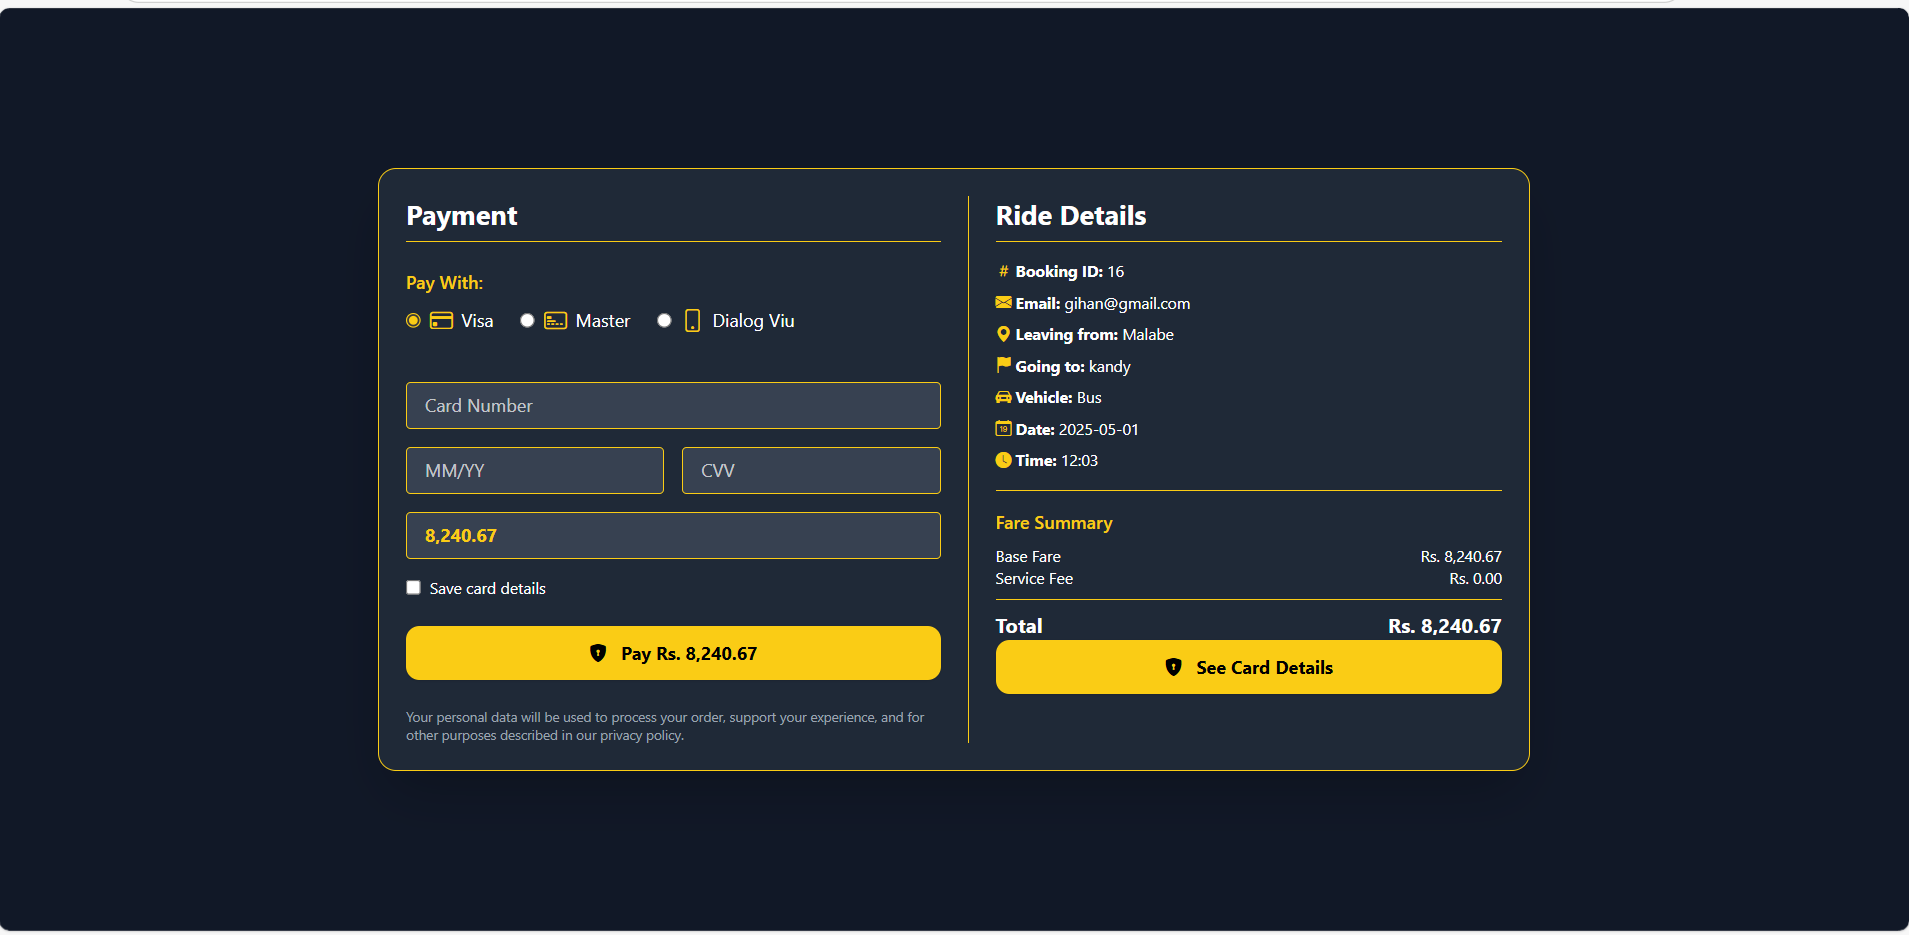 Payment
Pay With:
Visa Master Dialog Viu
Card Number
MM/YY CVV
8,240.67
Save card details
Pay Rs. 8,240.67
Your personal data will be used to process your order, support your experience, and for
other purposes described in our privacy policy.
Ride Details
# Booking ID: 16
Email: gihan@gmail.com
Leaving from: Malabe
Going to: kandy
Vehicle: Bus
19 Date: 2025-05-01
Time: 12:03
Fare Summary
Base Fare Rs. 8,240.67
Service Fee Rs. 0.00
Total Rs. 8,240.67
See Card Details